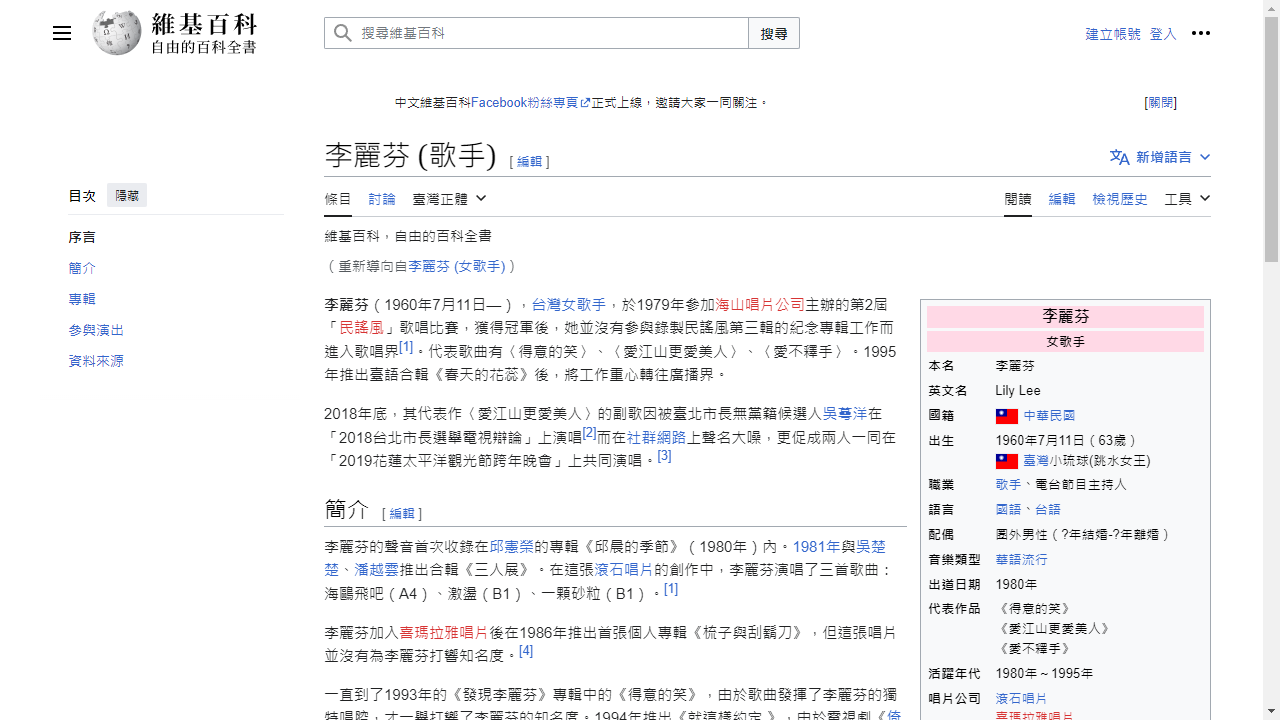 維基百科
自由的百科全書
搜尋維基百科
搜尋
建立帳號 登入
中文維基百科Facebook粉絲專頁正式上線，邀請大家一同關注。
[關閉]
李麗芬 (歌手) [ 編輯 ]
新增語言
目次 隱藏
序言
簡介
專輯
參與演出
資料來源
條目 討論 臺灣正體
閱讀 編輯 檢視歷史 工具
維基百科，自由的百科全書
（重新導向自李麗芬 (女歌手)）
李麗芬（1960年7月11日—），台灣女歌手，於1979年參加海山唱片公司主辦的第2屆
「民謠風」歌唱比賽，獲得冠軍後，她並沒有參與錄製民謠風第三輯的紀念專輯工作而
進入歌唱界[1]。代表歌曲有〈得意的笑〉、〈愛江山更愛美人〉、〈愛不釋手〉。1995
年推出臺語合輯《春天的花蕊》後，將工作重心轉往廣播界。
2018年底，其代表作〈愛江山更愛美人〉的副歌因被臺北市長無黨籍候選人吳蕚洋在
「2018台北市長選舉電視辯論」上演唱[2]而在社群網路上聲名大噪，更促成兩人一同在
「2019花蓮太平洋觀光節跨年晚會」上共同演唱。[3]
簡介 [ 編輯 ]
李麗芬的聲音首次收錄在邱憲榮的專輯《邱晨的季節》（1980年）內。1981年與吳楚
楚、潘越雲推出合輯《三人展》。在這張滾石唱片的創作中，李麗芬演唱了三首歌曲：
海鷗飛吧（A4）、激盪（B1）、一顆砂粒（B1）。[1]
李麗芬加入喜瑪拉雅唱片後在1986年推出首張個人專輯《梳子與刮鬍刀》，但這張唱片
並沒有為李麗芬打響知名度。[4]
一直到了1993年的《發現李麗芬》專輯中的《得意的笑》，由於歌曲發揮了李麗芬的獨
特唱腔，才一舉打響了李麗芬的知名度。1994年推出《就這樣約定 》，由於電視劇《倚
李麗芬
女歌手
本名 李麗芬
英文名 Lily Lee
國籍 中華民國
出生 1960年7月11日（63歲）
臺灣小琉球(跳水女王)
職業 歌手、電台節目主持人
語言 國語、台語
配偶 圈外男性（?年結婚-?年離婚）
音樂類型 華語流行
出道日期 1980年
代表作品 《得意的笑》
《愛江山更愛美人》
《愛不釋手》
活躍年代 1980年～1995年
唱片公司 滾石唱片
喜瑪拉雅唱片